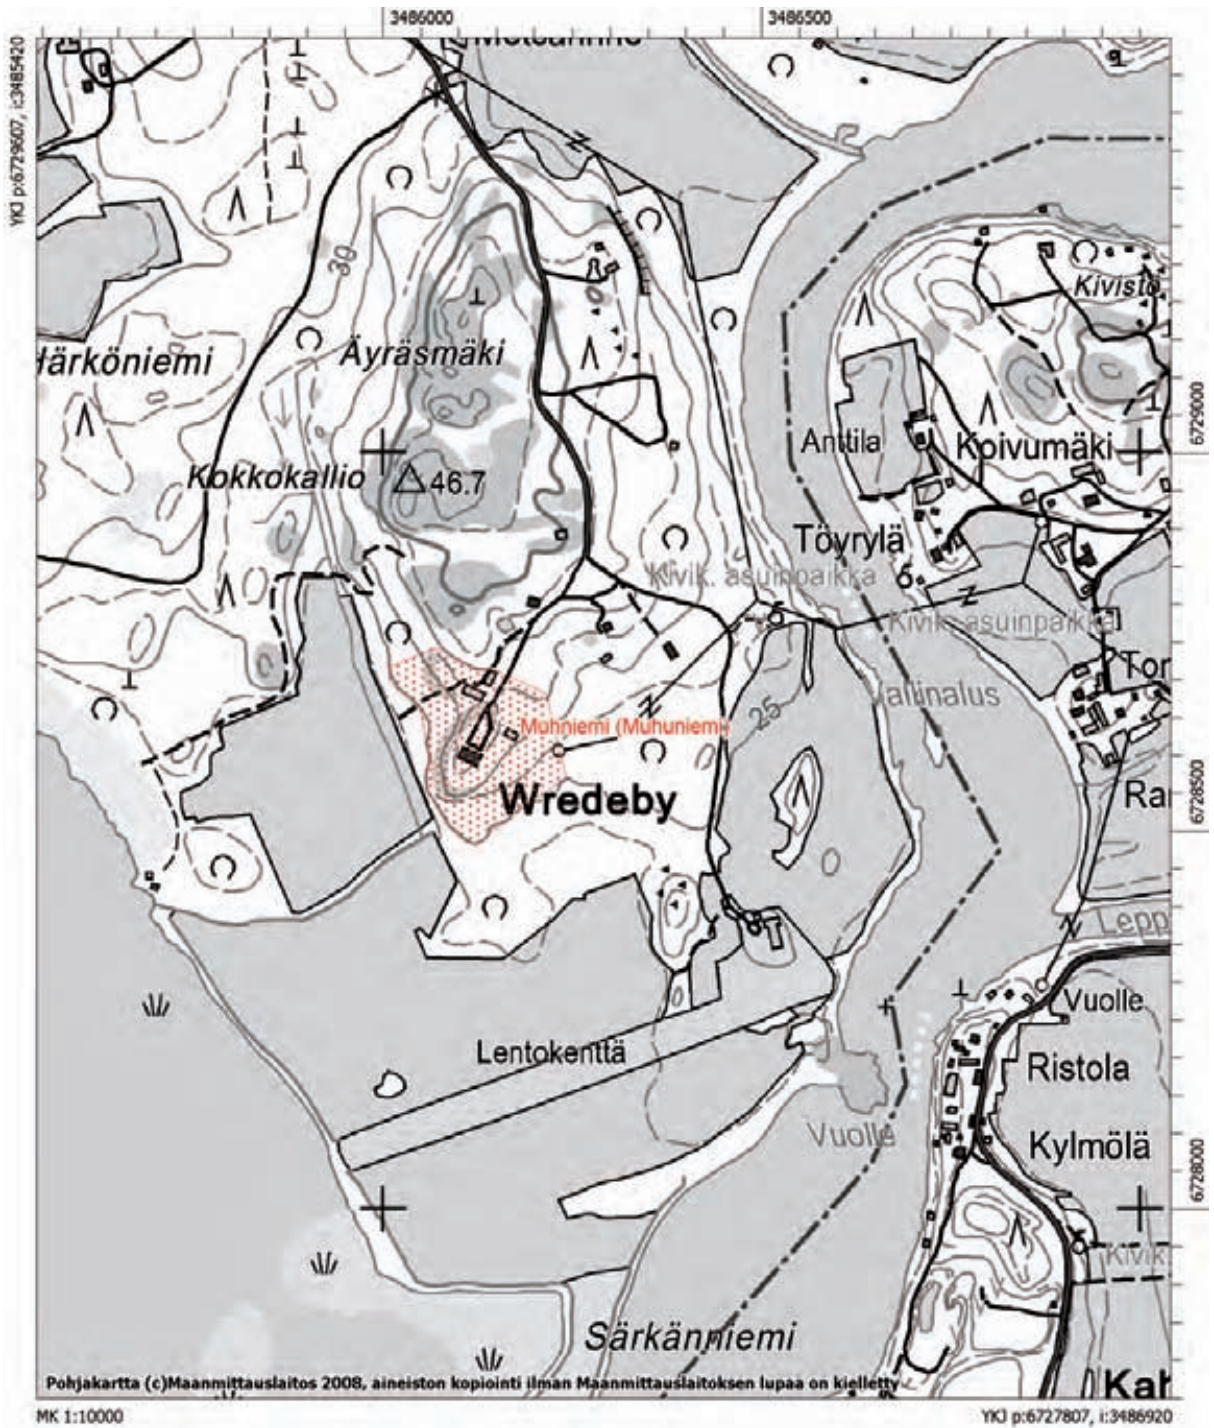 3486000
3486500
YKJ p:6729607, i:3485420
30
Kivistö
Äyräsmäki
6729000
Anttila
Koivumäki
Kokkokallio
46.7
Töyrylä
Kivik. asuinpaikka
Kivik. asuinpaikka
Jallinalus
25
Muhniemi (Muhuniemi)
Wredeby
6728500
Vuolle
Lentokenttä
Ristola
Vuolle
Kylmölä
6728000
Kivik
Särkänniemi
Pohjakartta (c)Maanmittauslaitos 2008, aineiston kopiointi ilman Maanmittauslaitoksen lupaa on kielletty
MK 1:10000
YKJ p:6727807, i:3486920